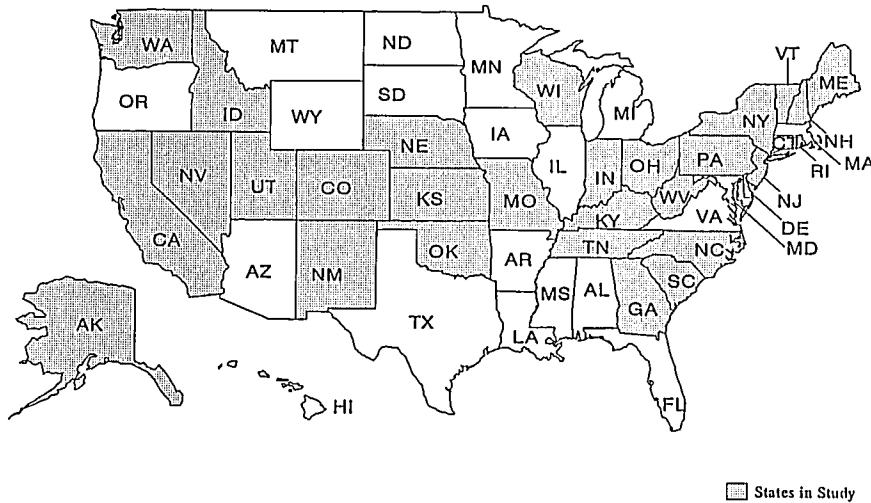 WA
MT
ND
MN
VT
ME
OR
ID
WY
SD
WI
MI
NY
NH
MA
RI
CT
NV
UT
CO
NE
IA
IL
IN
OH
PA
NJ
CA
KS
MO
WV
KY
VA
DE
MD
AZ
NM
OK
AR
TN
NC
SC
AK
TX
MS
AL
GA
LA
HI
FL
States in Study